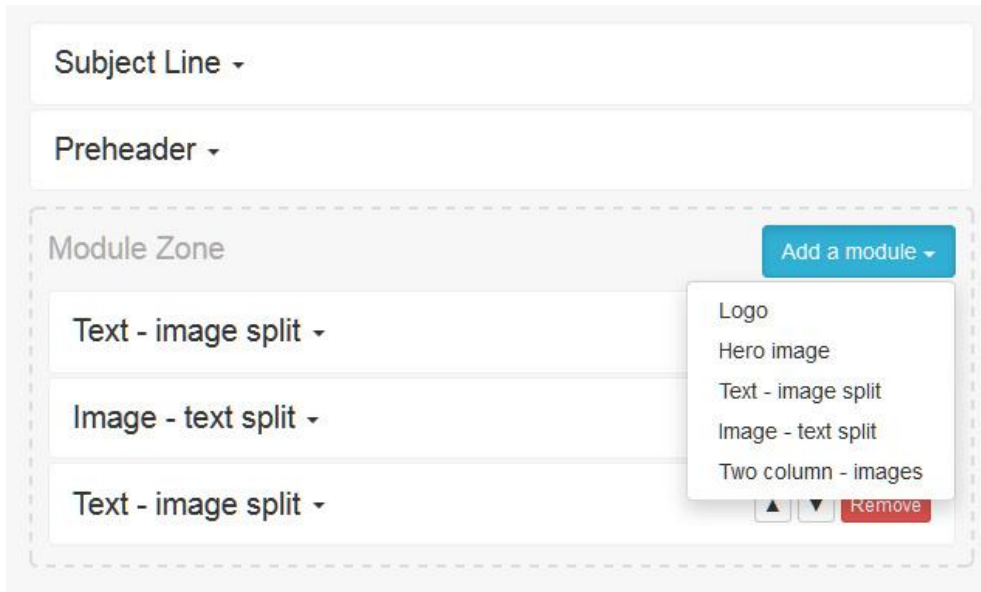 Subject Line
Preheader
Module Zone
Add a module
Logo
Hero image
Text - image split
Image - text split
Two column - images
Text - image split
Image - text split
Text - image split
Remove